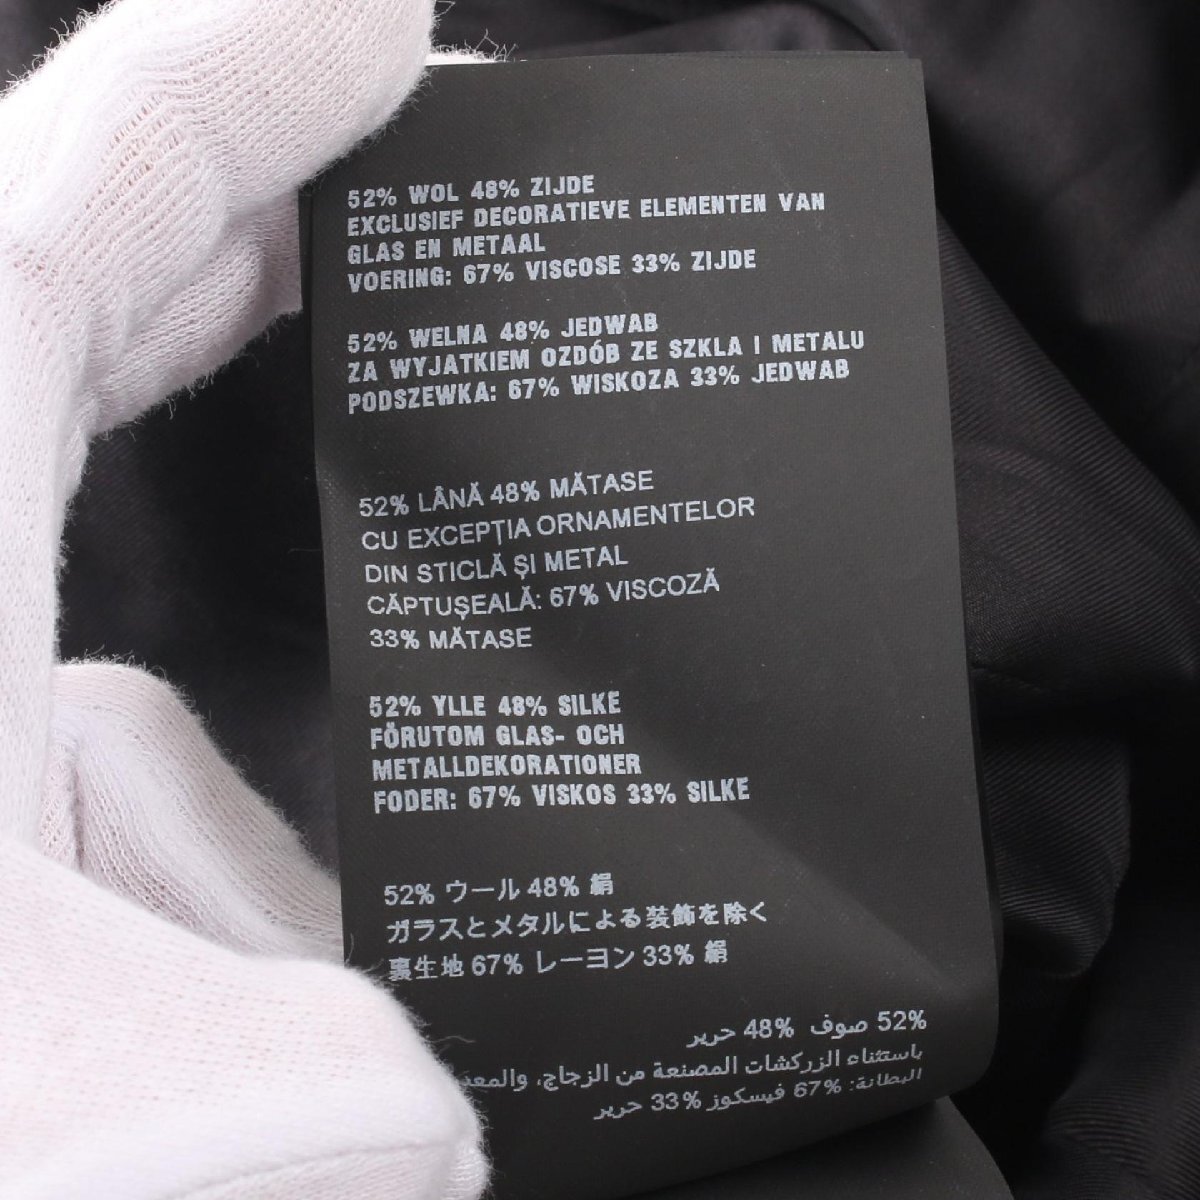 52% WOL 48% ZIJDE
EXCLUSIEF DECORATIEVE ELEMENTEN VAN
GLAS EN METAAL
VOERING: 67% VISCOSE 33% ZIJDE
52% WELNA 48% JEDWAB
ZA WYJATKIEM OZDÓB ZE SZKLA I METALU
PODSZEWKA: 67% WISKOZA 33% JEDWAB
52% LÂNĂ 48% MĂTASE
CU EXCEPȚIA ORNAMENTELOR
DIN STICLĂ ȘI METAL
CĂPTUȘEALĂ: 67% VISCOZĂ
33% MĂTASE
52% YLLE 48% SILKE
FÖRUTOM GLAS- OCH
METALLDEKORATIONER
FODER: 67% VISKOS 33% SILKE
52% ウール 48% 絹
ガラスとメタルによる装飾を除く
裏生地 67% レーヨン 33% 絹
52% صوف 48% حرير
باستثناء الزركشات المصنعة من الزجاج، والمعد
البطانة: 67% فيسكوز 33% حرير